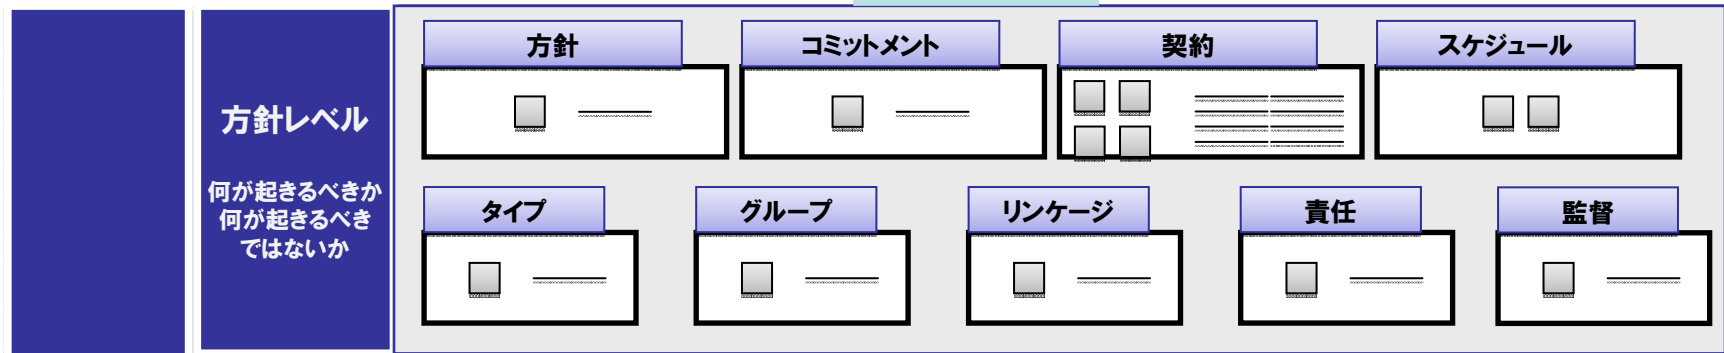 方針レベル
何が起きるべきか
何が起きるべき
ではないか
方針
コミットメント
契約
スケジュール
タイプ
グループ
リンケージ
責任
監督